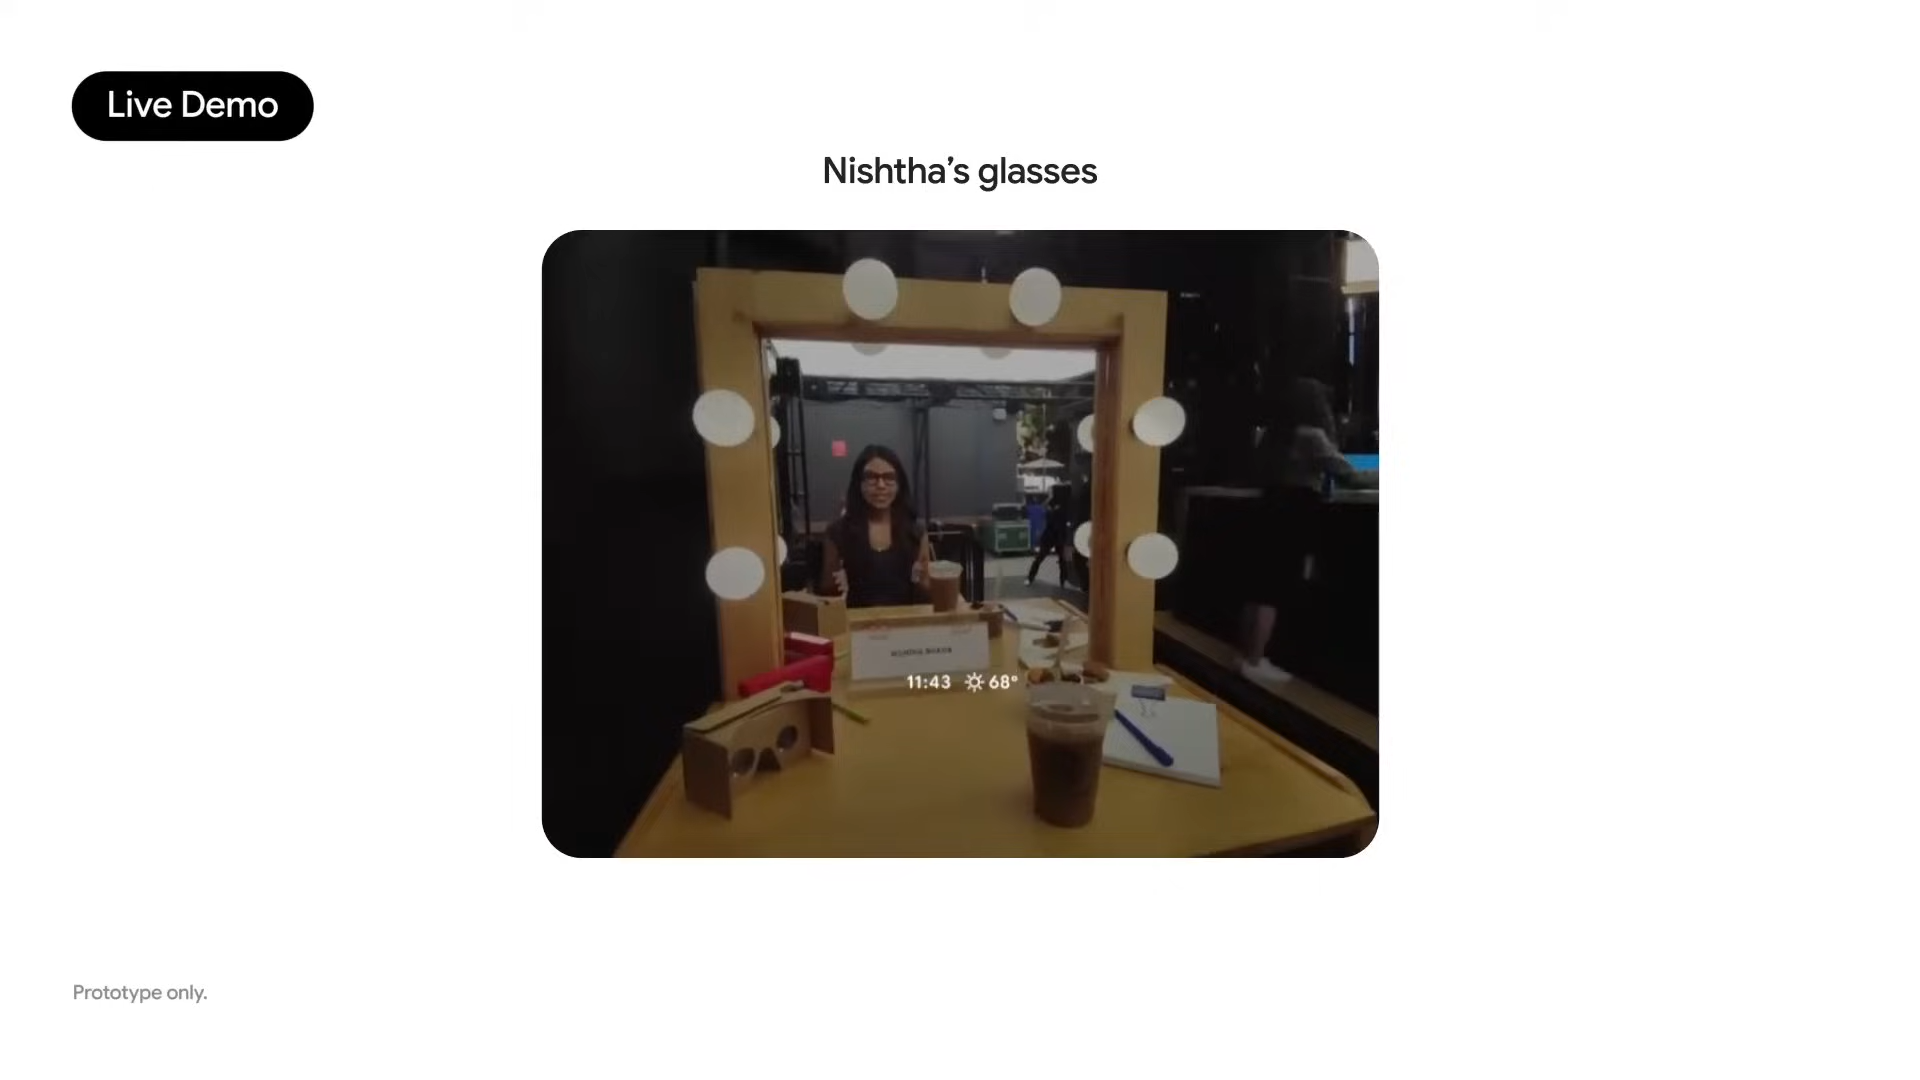 Live Demo
Nishtha’s glasses
11:43 68°
Prototype only.